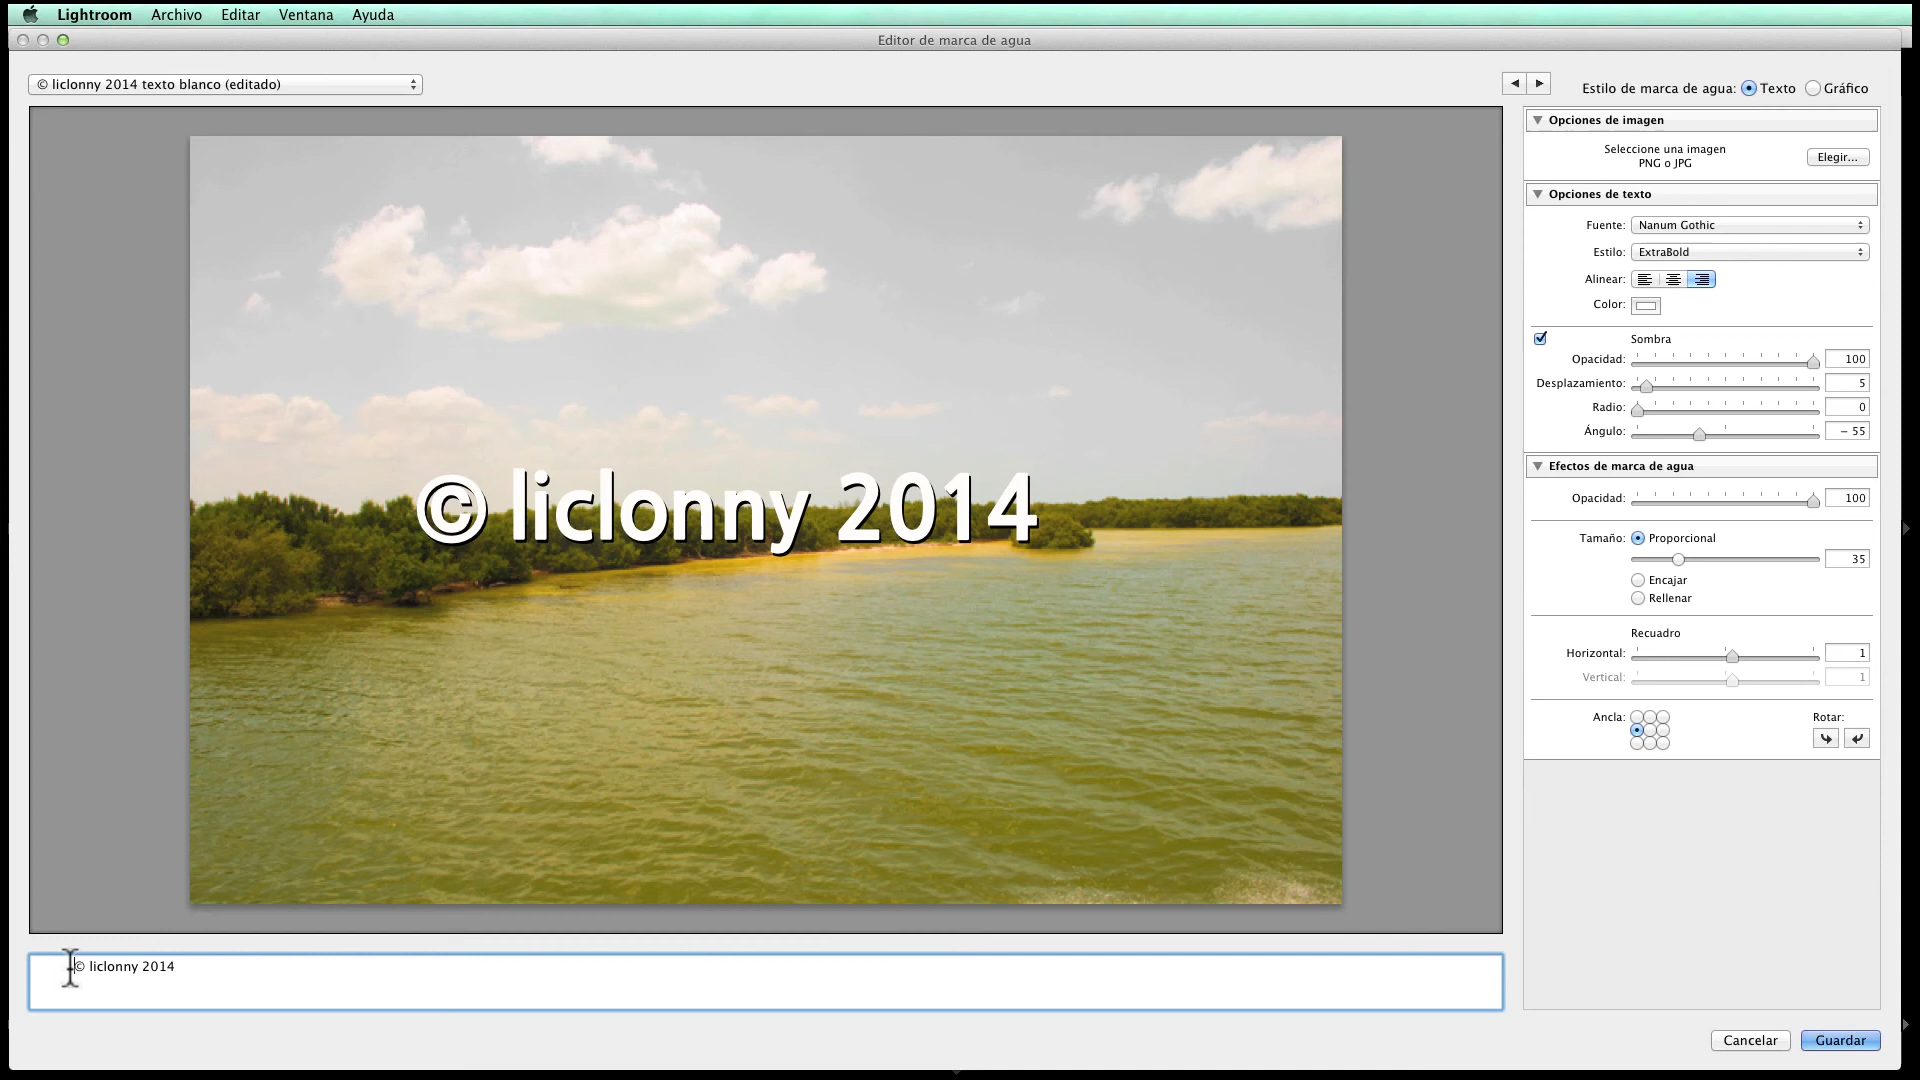 Lightroom Archivo Editar Ventana Ayuda
Editor de marca de agua
© liclonny 2014 texto blanco (editado)
Estilo de marca de agua: Texto Gráfico
Opciones de imagen
Seleccione una imagen
PNG o JPG
Elegir...
Opciones de texto
Fuente: Nanum Gothic
Estilo: ExtraBold
Alinear:
Color:
Sombra
Opacidad: 100
Desplazamiento: 5
Radio: 0
Ángulo: − 55
Efectos de marca de agua
Opacidad: 100
Tamaño: Proporcional
35
Encajar
Rellenar
Recuadro
Horizontal: 1
Vertical: 1
Ancla: Rotar:
© liclonny 2014
© liclonny 2014
Cancelar Guardar